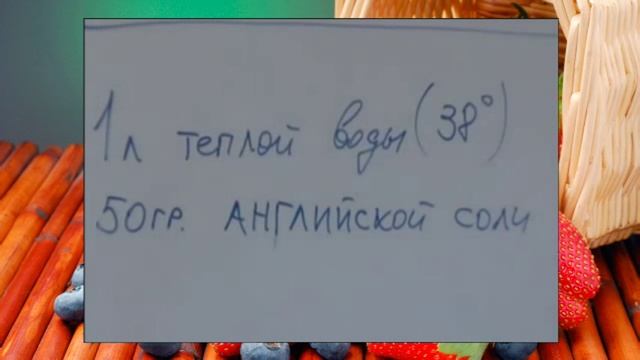 1л теплой воды (38°)
50гр. АНГЛИЙСКОЙ соли